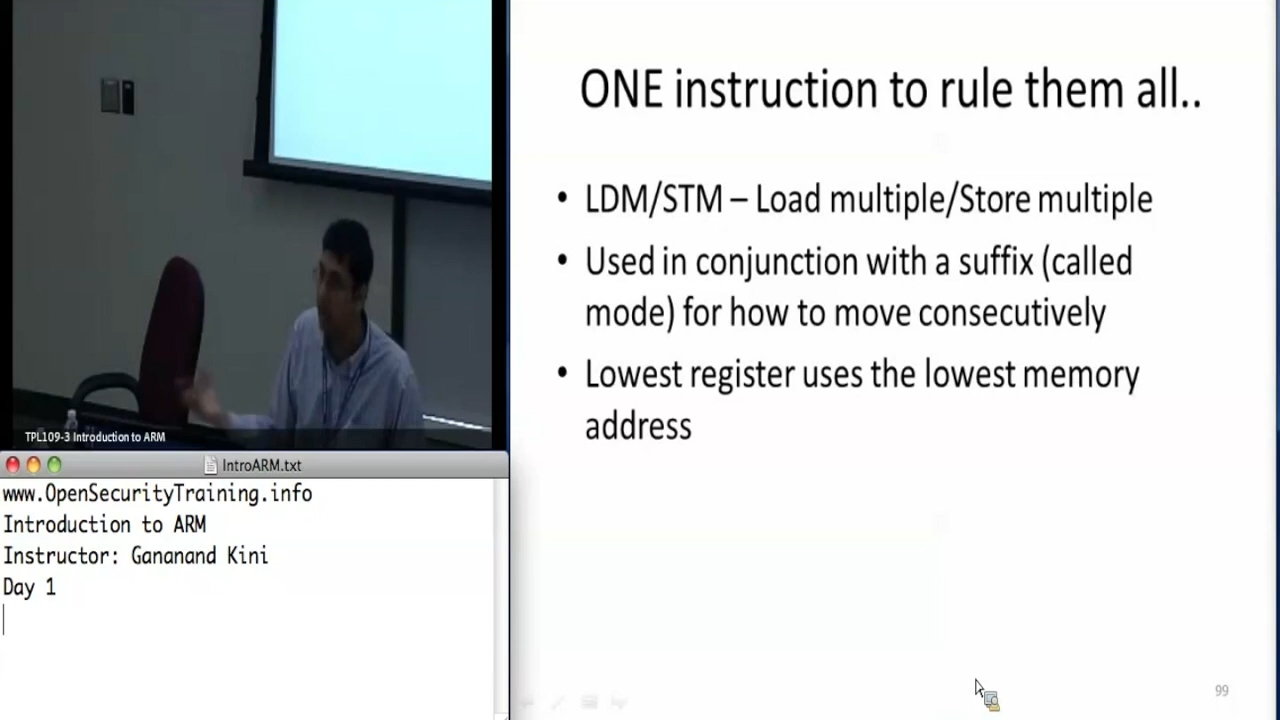 ONE instruction to rule them all..
• LDM/STM – Load multiple/Store multiple
• Used in conjunction with a suffix (called
mode) for how to move consecutively
• Lowest register uses the lowest memory
address
99
TPL109-3 Introduction to ARM
IntroARM.txt
www.OpenSecurityTraining.info
Introduction to ARM
Instructor: Gananand Kini
Day 1